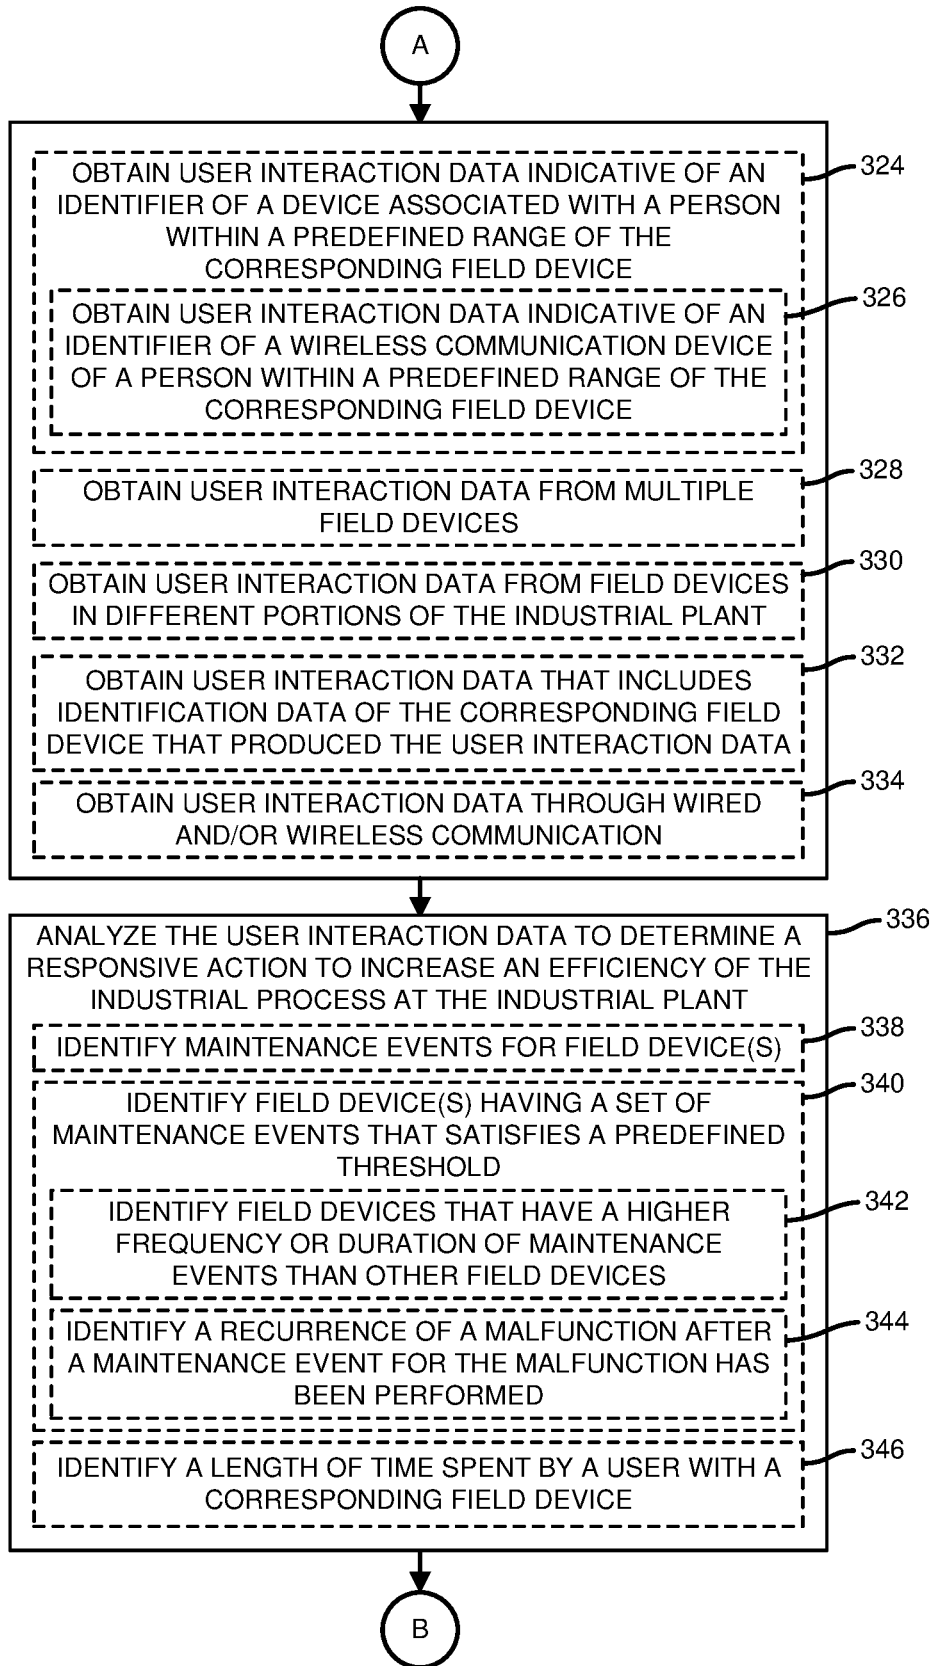 A
OBTAIN USER INTERACTION DATA INDICATIVE OF AN
IDENTIFIER OF A DEVICE ASSOCIATED WITH A PERSON
WITHIN A PREDEFINED RANGE OF THE
CORRESPONDING FIELD DEVICE
324
OBTAIN USER INTERACTION DATA INDICATIVE OF AN
IDENTIFIER OF A WIRELESS COMMUNICATION DEVICE
OF A PERSON WITHIN A PREDEFINED RANGE OF THE
CORRESPONDING FIELD DEVICE
326
OBTAIN USER INTERACTION DATA FROM MULTIPLE
FIELD DEVICES
328
OBTAIN USER INTERACTION DATA FROM FIELD DEVICES
IN DIFFERENT PORTIONS OF THE INDUSTRIAL PLANT
330
OBTAIN USER INTERACTION DATA THAT INCLUDES
IDENTIFICATION DATA OF THE CORRESPONDING FIELD
DEVICE THAT PRODUCED THE USER INTERACTION DATA
332
OBTAIN USER INTERACTION DATA THROUGH WIRED
AND/OR WIRELESS COMMUNICATION
334
ANALYZE THE USER INTERACTION DATA TO DETERMINE A
RESPONSIVE ACTION TO INCREASE AN EFFICIENCY OF THE
INDUSTRIAL PROCESS AT THE INDUSTRIAL PLANT
336
IDENTIFY MAINTENANCE EVENTS FOR FIELD DEVICE(S)
338
IDENTIFY FIELD DEVICE(S) HAVING A SET OF
MAINTENANCE EVENTS THAT SATISFIES A PREDEFINED
THRESHOLD
340
IDENTIFY FIELD DEVICES THAT HAVE A HIGHER
FREQUENCY OR DURATION OF MAINTENANCE
EVENTS THAN OTHER FIELD DEVICES
342
IDENTIFY A RECURRENCE OF A MALFUNCTION AFTER
A MAINTENANCE EVENT FOR THE MALFUNCTION HAS
BEEN PERFORMED
344
IDENTIFY A LENGTH OF TIME SPENT BY A USER WITH A
CORRESPONDING FIELD DEVICE
346
B